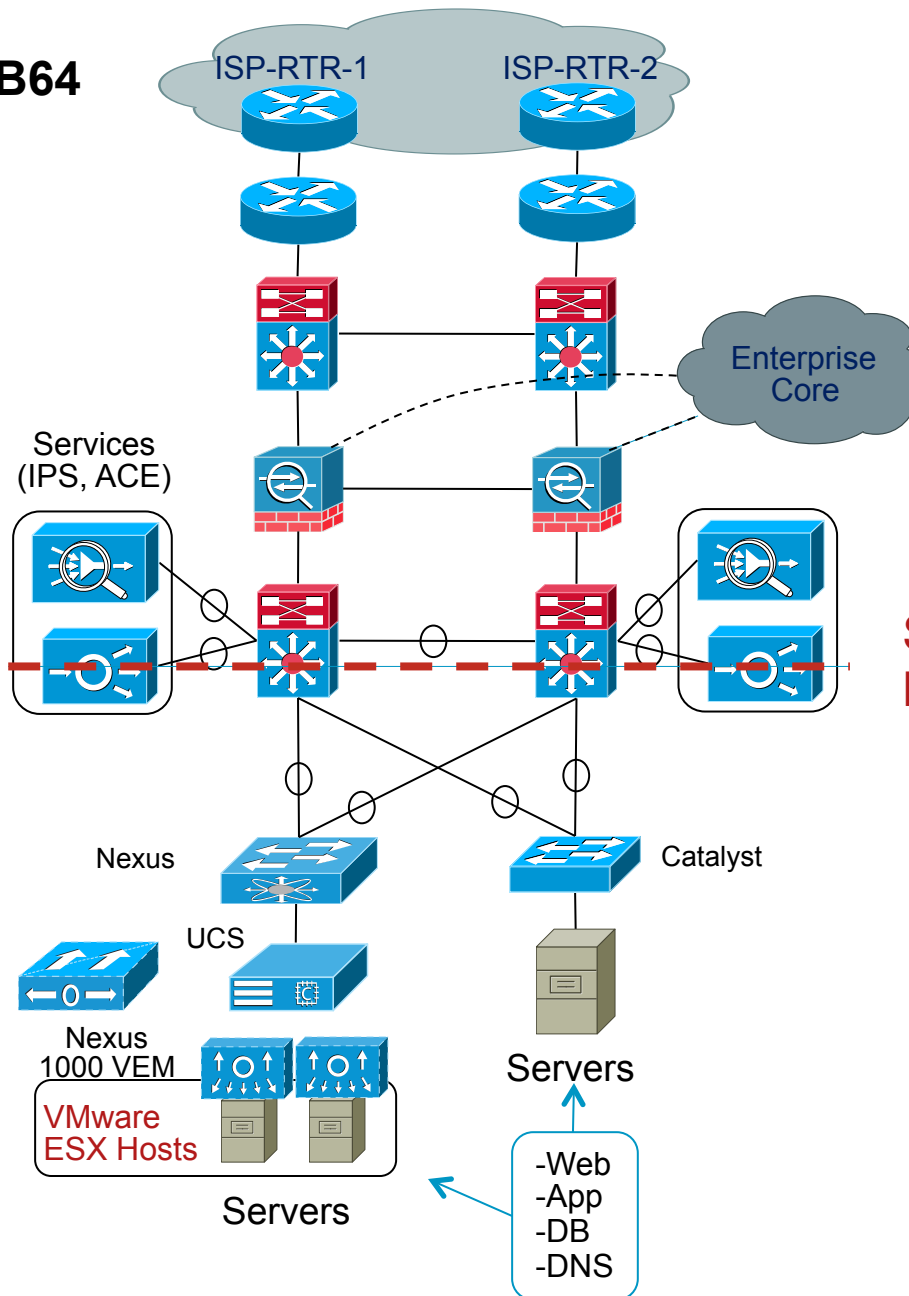 B64
ISP-RTR-1
ISP-RTR-2
Enterprise
Core
Services
(IPS, ACE)
Nexus
Catalyst
UCS
Nexus
1000 VEM
VMware
ESX Hosts
Servers
Servers
-Web
-App
-DB
-DNS